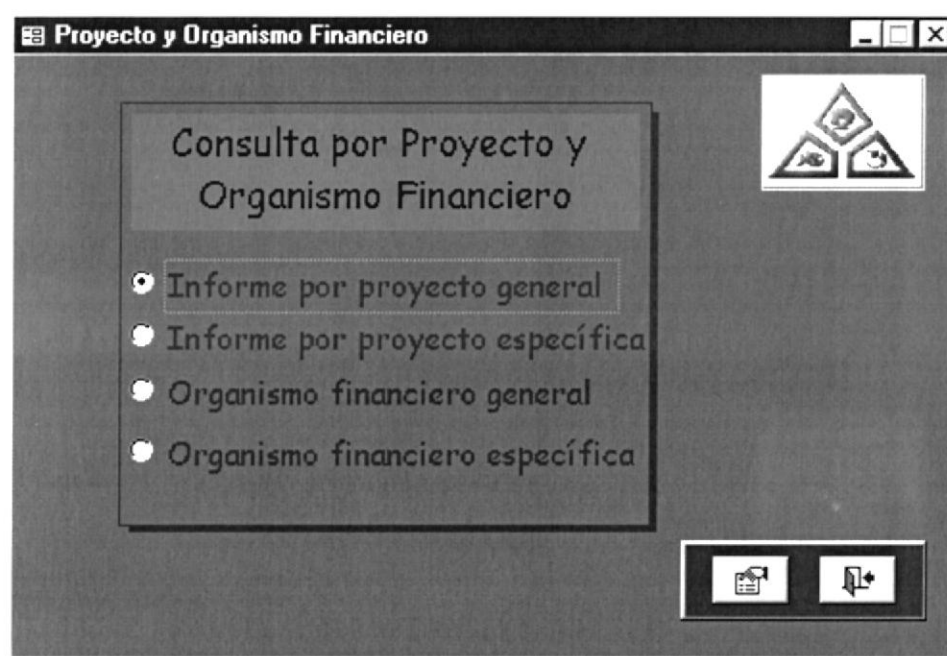 Proyecto y Organismo Financiero
Consulta por Proyecto y
Organismo Financiero
Informe por proyecto general
Informe por proyecto específica
Organismo financiero general
Organismo financiero específica